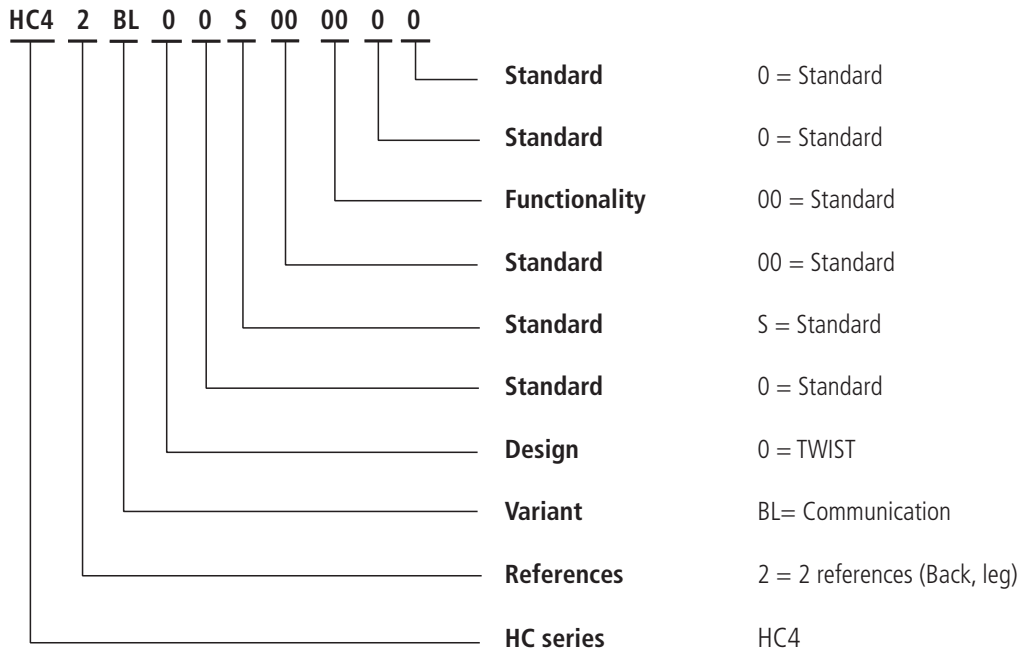 HC4 2 BL 0 0 S 00 00 0 0
Standard 0 = Standard
Standard 0 = Standard
Functionality 00 = Standard
Standard 00 = Standard
Standard S = Standard
Standard 0 = Standard
Design 0 = TWIST
Variant BL= Communication
References 2 = 2 references (Back, leg)
HC series HC4